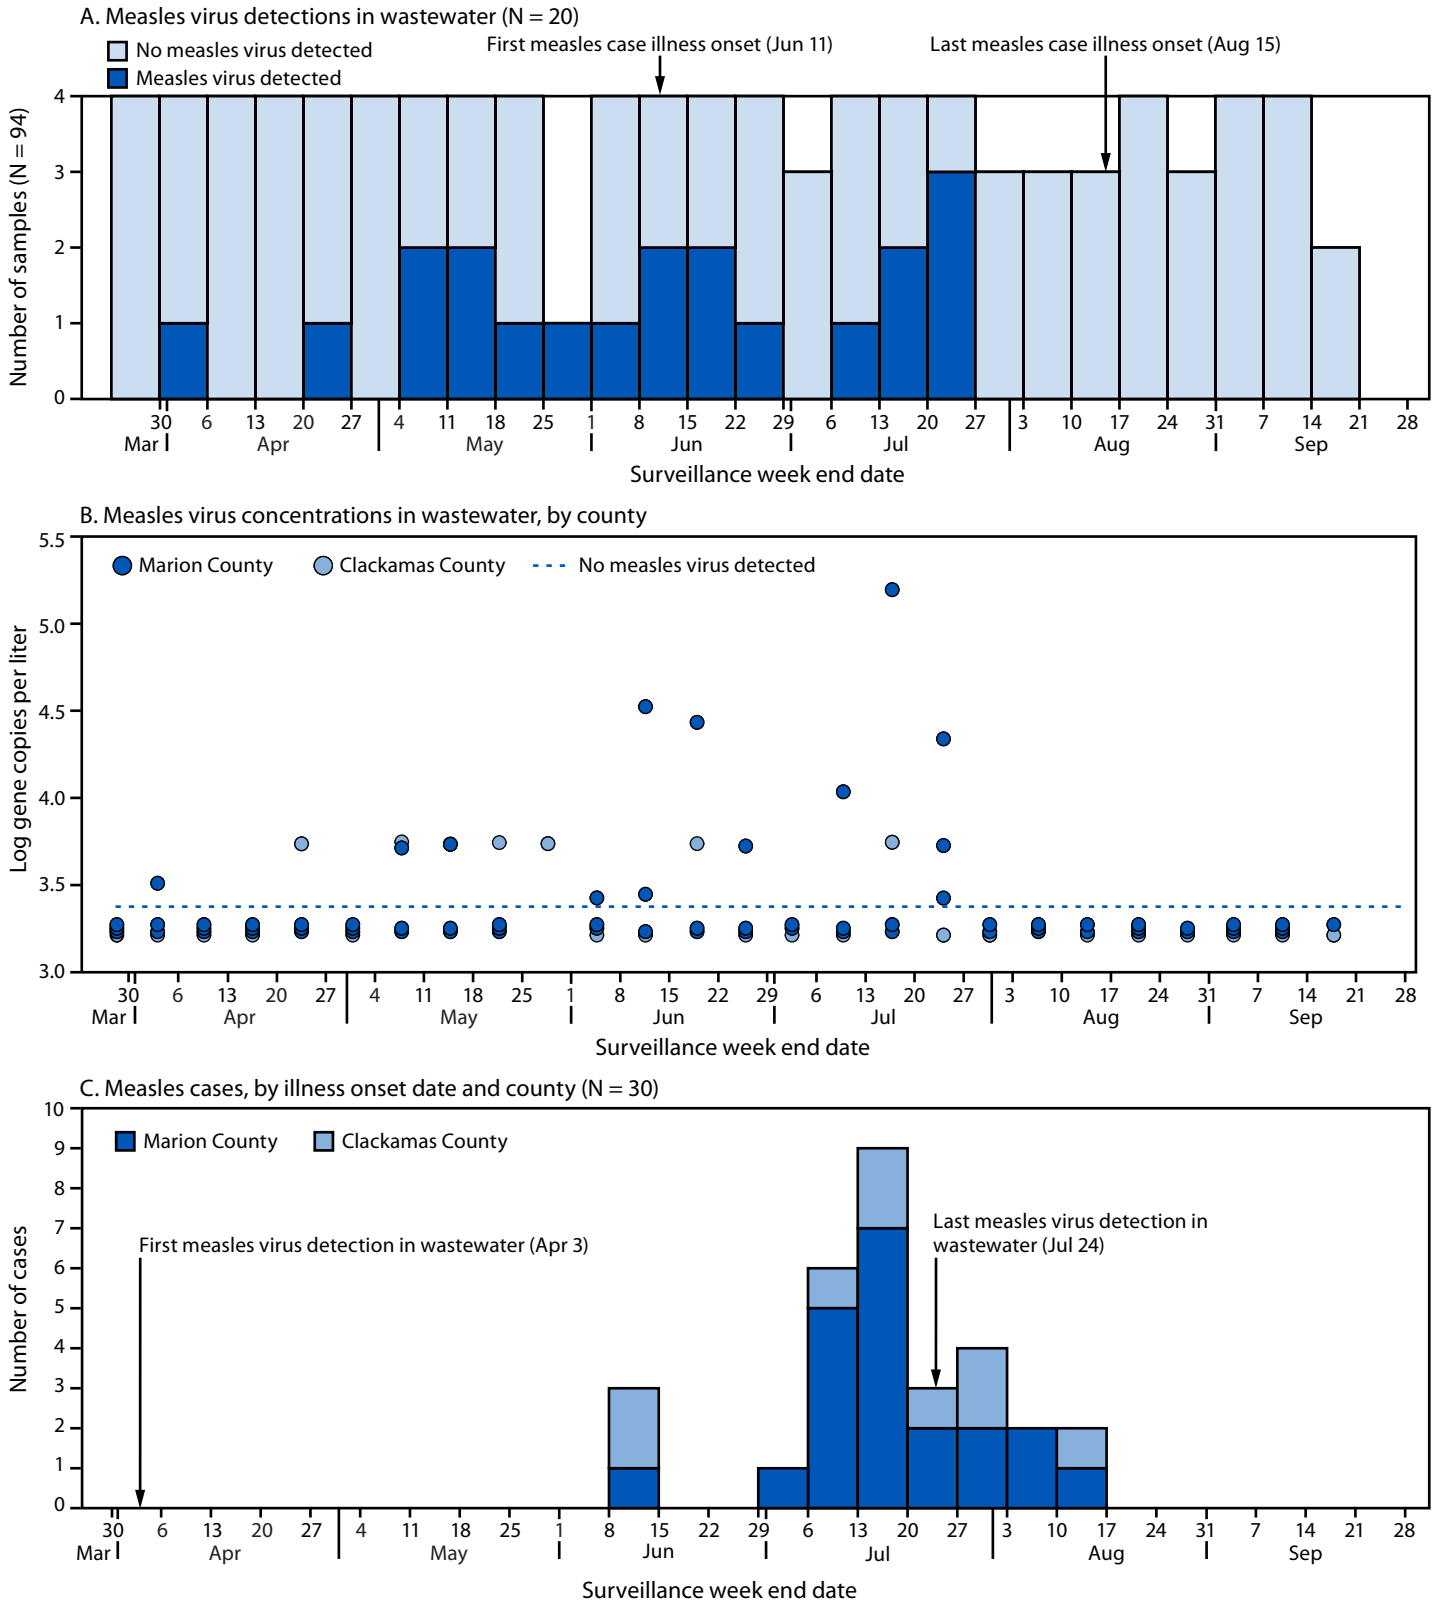 A. Measles virus detections in wastewater (N = 20)
No measles virus detected
Measles virus detected
First measles case illness onset (Jun 11)
Last measles case illness onset (Aug 15)
Number of samples (N = 94)
4
3
2
1
0
30 6 13 20 27 4 11 18 25 1 8 15 22 29 6 13 20 27 3 10 17 24 31 7 14 21 28
Mar Apr May Jun Jul Aug Sep
Surveillance week end date
B. Measles virus concentrations in wastewater, by county
Marion County Clackamas County No measles virus detected
Log gene copies per liter
5.5
5.0
4.5
4.0
3.5
3.0
30 6 13 20 27 4 11 18 25 1 8 15 22 29 6 13 20 27 3 10 17 24 31 7 14 21 28
Mar Apr May Jun Jul Aug Sep
Surveillance week end date
C. Measles cases, by illness onset date and county (N = 30)
Marion County Clackamas County
First measles virus detection in wastewater (Apr 3)
Last measles virus detection in
wastewater (Jul 24)
Number of cases
10
9
8
7
6
5
4
3
2
1
0
30 6 13 20 27 4 11 18 25 1 8 15 22 29 6 13 20 27 3 10 17 24 31 7 14 21 28
Mar Apr May Jun Jul Aug Sep
Surveillance week end date